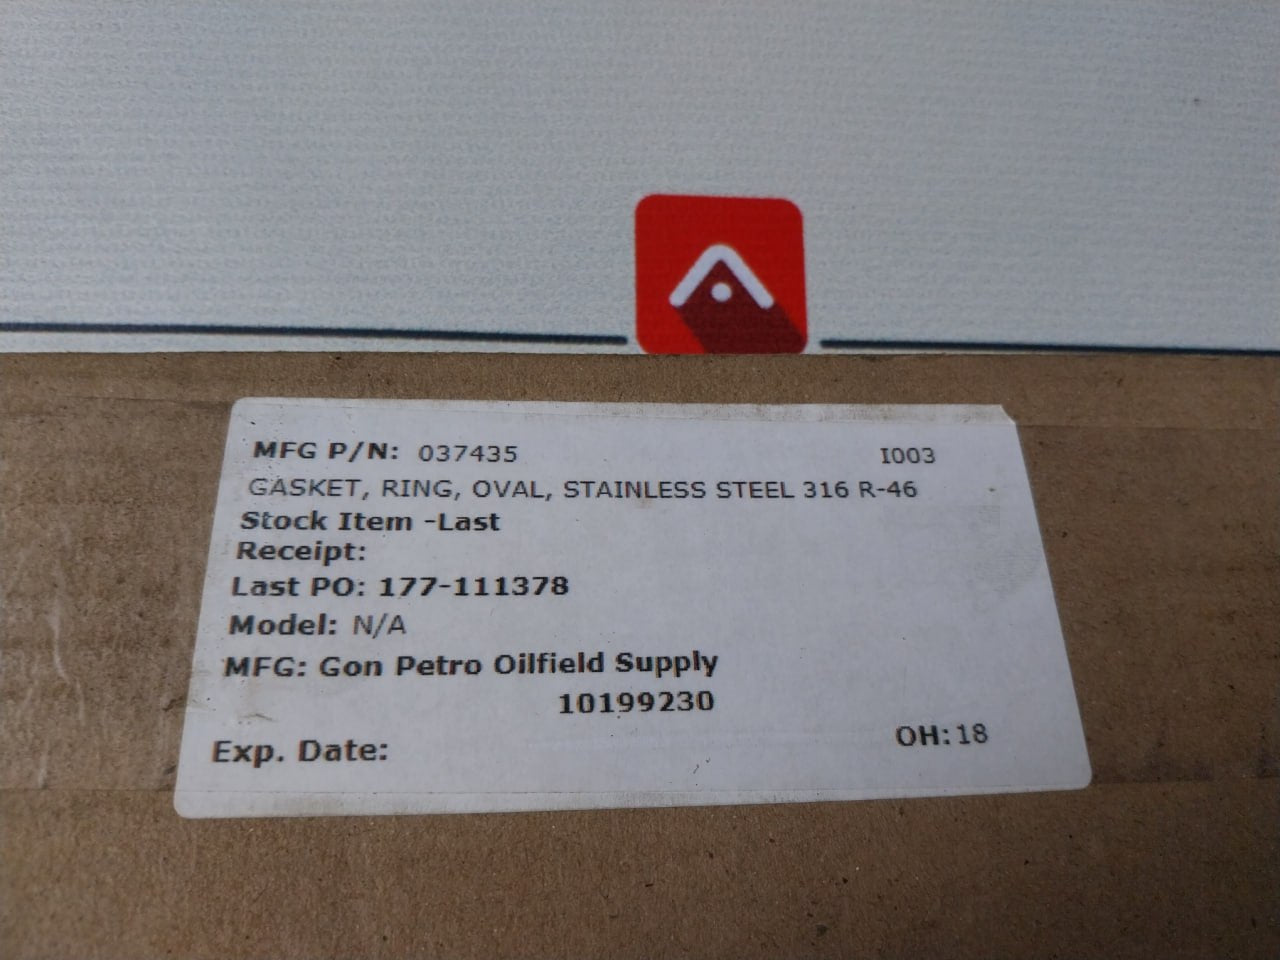 MFG P/N: 037435 I003
GASKET, RING, OVAL, STAINLESS STEEL 316 R-46
Stock Item -Last
Receipt:
Last PO: 177-111378
Model: N/A
MFG: Gon Petro Oilfield Supply
10199230
Exp. Date: OH: 18